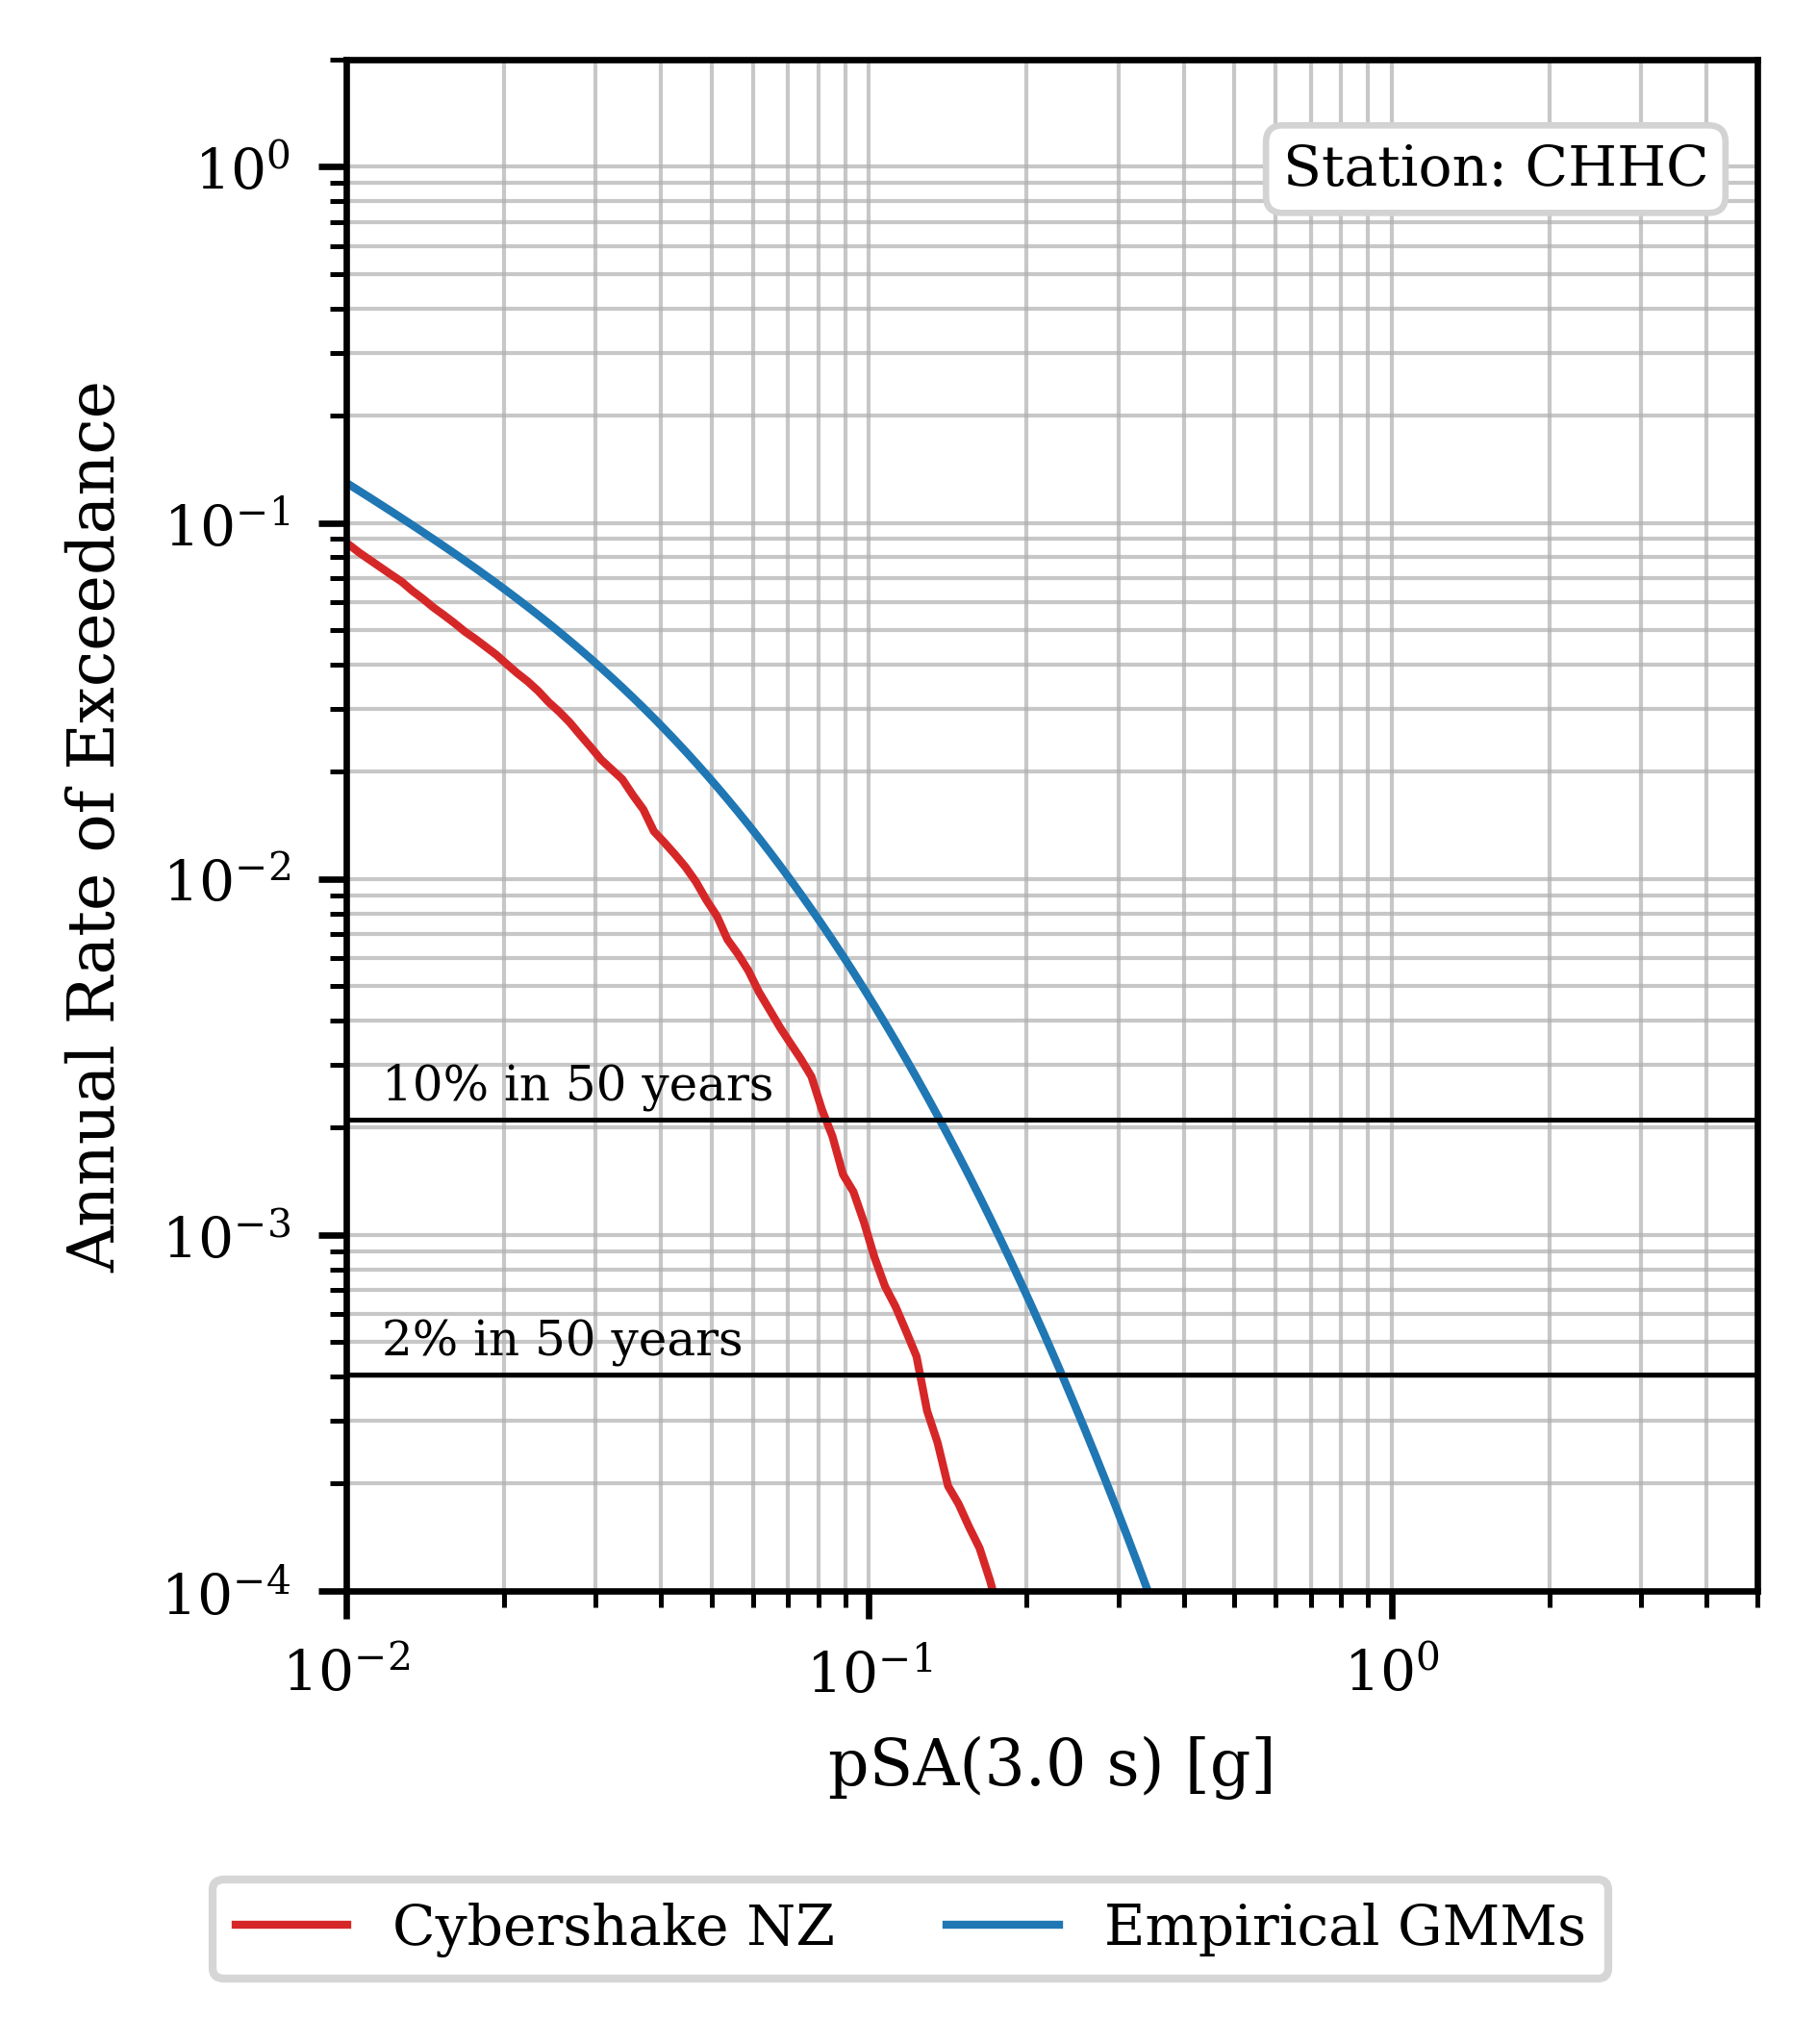 Station: CHHC
Annual Rate of Exceedance
10⁰
10⁻¹
10⁻²
10⁻³
10⁻⁴
10% in 50 years
2% in 50 years
10⁻² 10⁻¹ 10⁰
pSA(3.0 s) [g]
Cybershake NZ Empirical GMMs